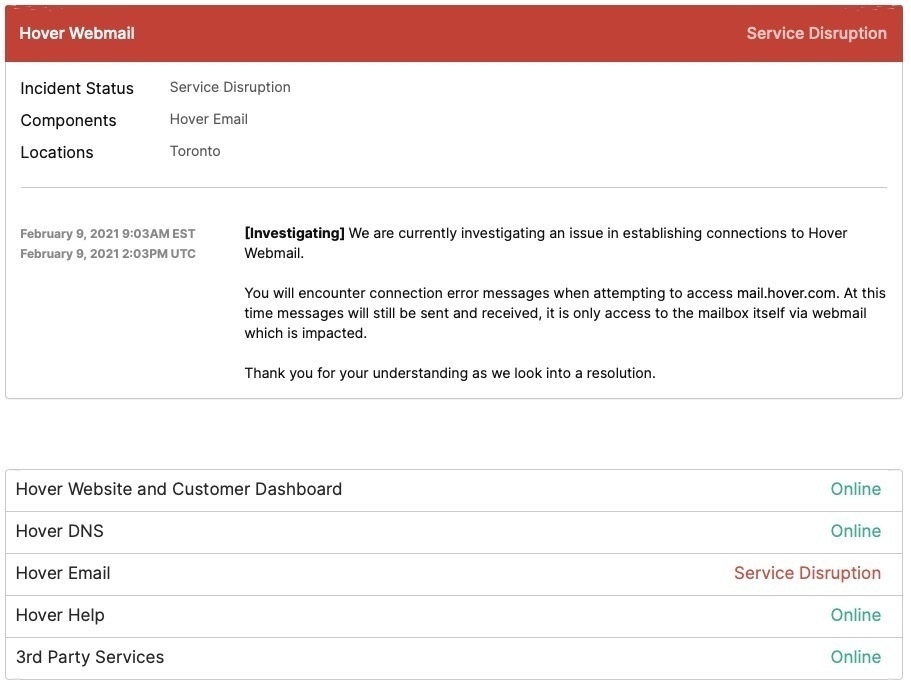 Hover Webmail Service Disruption
Incident Status Service Disruption
Components Hover Email
Locations Toronto
February 9, 2021 9:03AM EST
February 9, 2021 2:03PM UTC
[Investigating] We are currently investigating an issue in establishing connections to Hover
Webmail.
You will encounter connection error messages when attempting to access mail.hover.com. At this
time messages will still be sent and received, it is only access to the mailbox itself via webmail
which is impacted.
Thank you for your understanding as we look into a resolution.
Hover Website and Customer Dashboard Online
Hover DNS Online
Hover Email Service Disruption
Hover Help Online
3rd Party Services Online